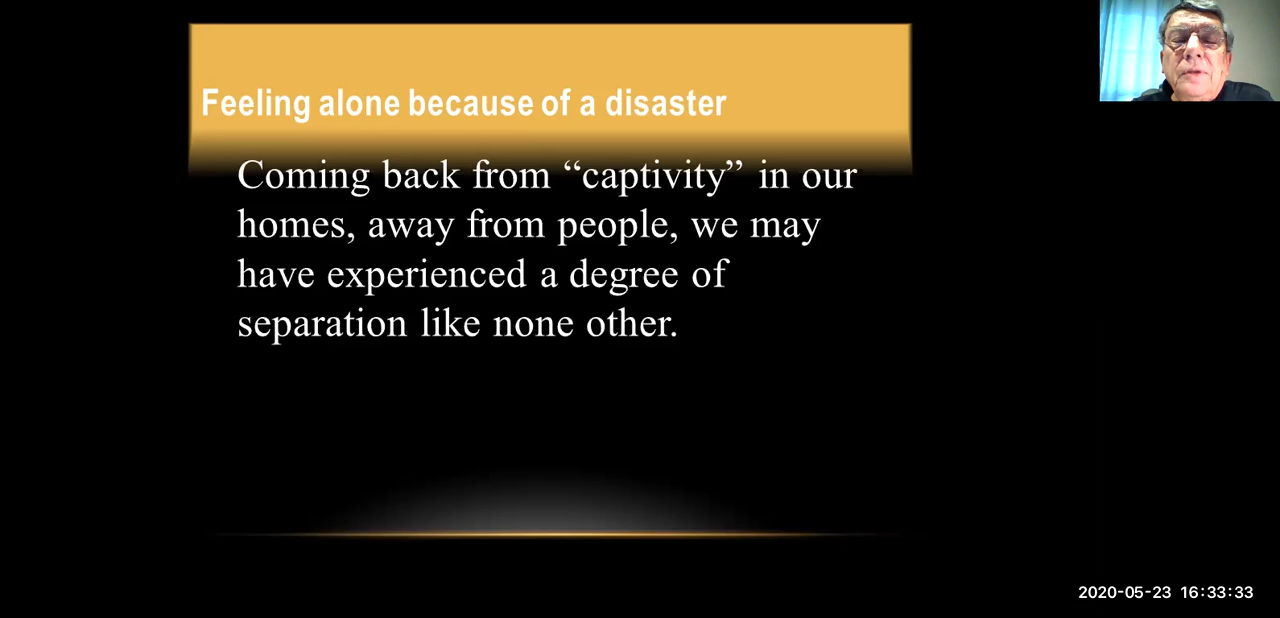 Feeling alone because of a disaster
Coming back from “captivity” in our
homes, away from people, we may
have experienced a degree of
separation like none other.
2020-05-23 16:33:33